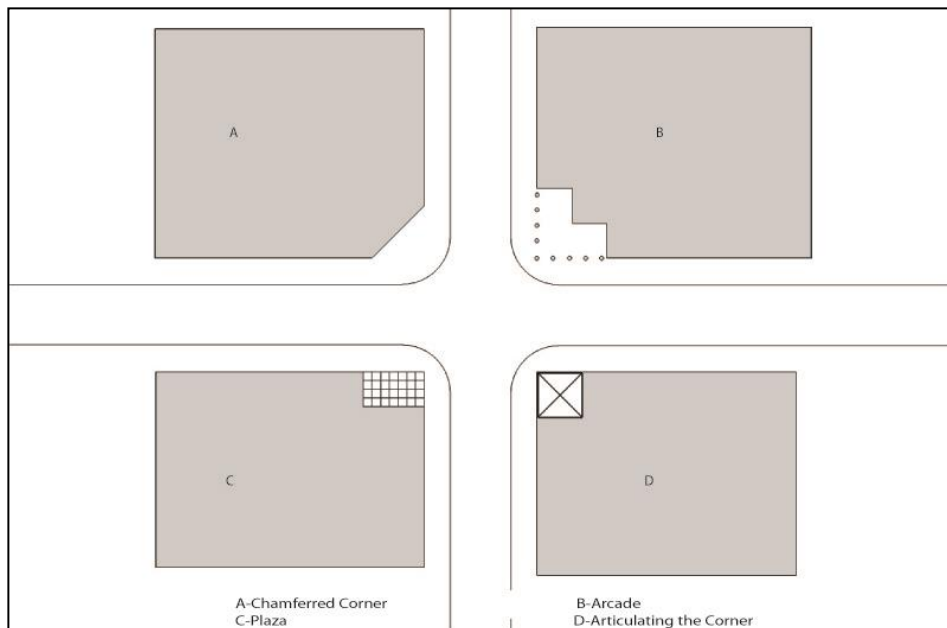 A
B
C
D
A-Chamferred Corner
B-Arcade
C-Plaza
D-Articulating the Corner